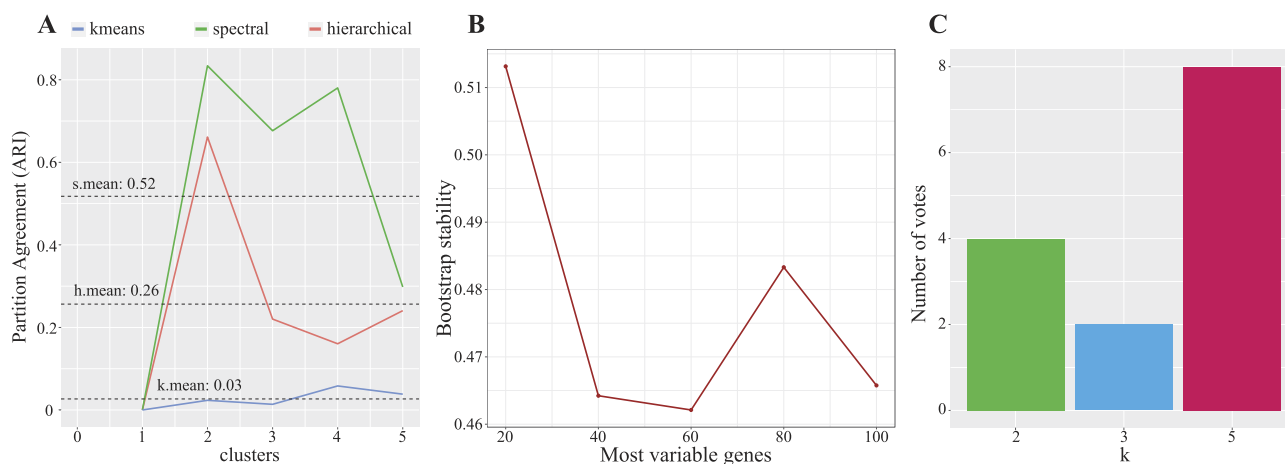 A
kmeans
spectral
hierarchical
Partition Agreement (ARI)
0.8
0.6
0.4
0.2
0
s.mean: 0.52
h.mean: 0.26
k.mean: 0.03
0 1 2 3 4 5
clusters
B
Bootstrap stability
0.51
0.50
0.49
0.48
0.47
0.46
20 40 60 80 100
Most variable genes
C
Number of votes
8
6
4
2
0
2 3 5
k